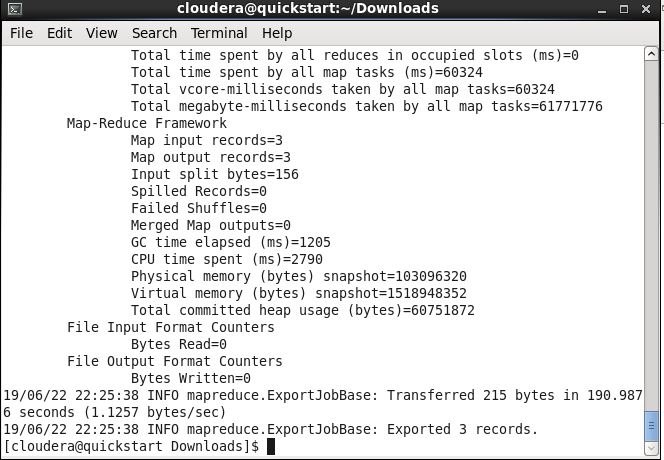 cloudera@quickstart:~/Downloads
File Edit View Search Terminal Help
Total time spent by all reduces in occupied slots (ms)=0
Total time spent by all map tasks (ms)=60324
Total vcore-milliseconds taken by all map tasks=60324
Total megabyte-milliseconds taken by all map tasks=61771776
Map-Reduce Framework
Map input records=3
Map output records=3
Input split bytes=156
Spilled Records=0
Failed Shuffles=0
Merged Map outputs=0
GC time elapsed (ms)=1205
CPU time spent (ms)=2790
Physical memory (bytes) snapshot=103096320
Virtual memory (bytes) snapshot=1518948352
Total committed heap usage (bytes)=60751872
File Input Format Counters
Bytes Read=0
File Output Format Counters
Bytes Written=0
19/06/22 22:25:38 INFO mapreduce.ExportJobBase: Transferred 215 bytes in 190.987
6 seconds (1.1257 bytes/sec)
19/06/22 22:25:38 INFO mapreduce.ExportJobBase: Exported 3 records.
[cloudera@quickstart Downloads]$